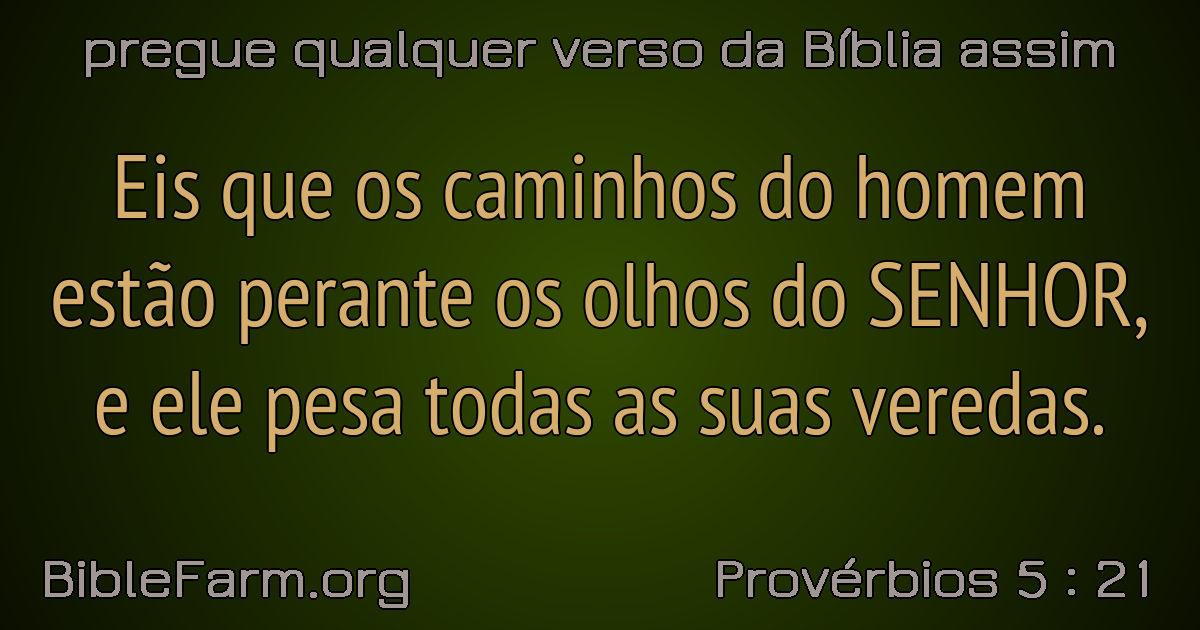 pregue qualquer verso da Bíblia assim
Eis que os caminhos do homem
estão perante os olhos do SENHOR,
e ele pesa todas as suas veredas.
BibleFarm.org
Provérbios 5 : 21